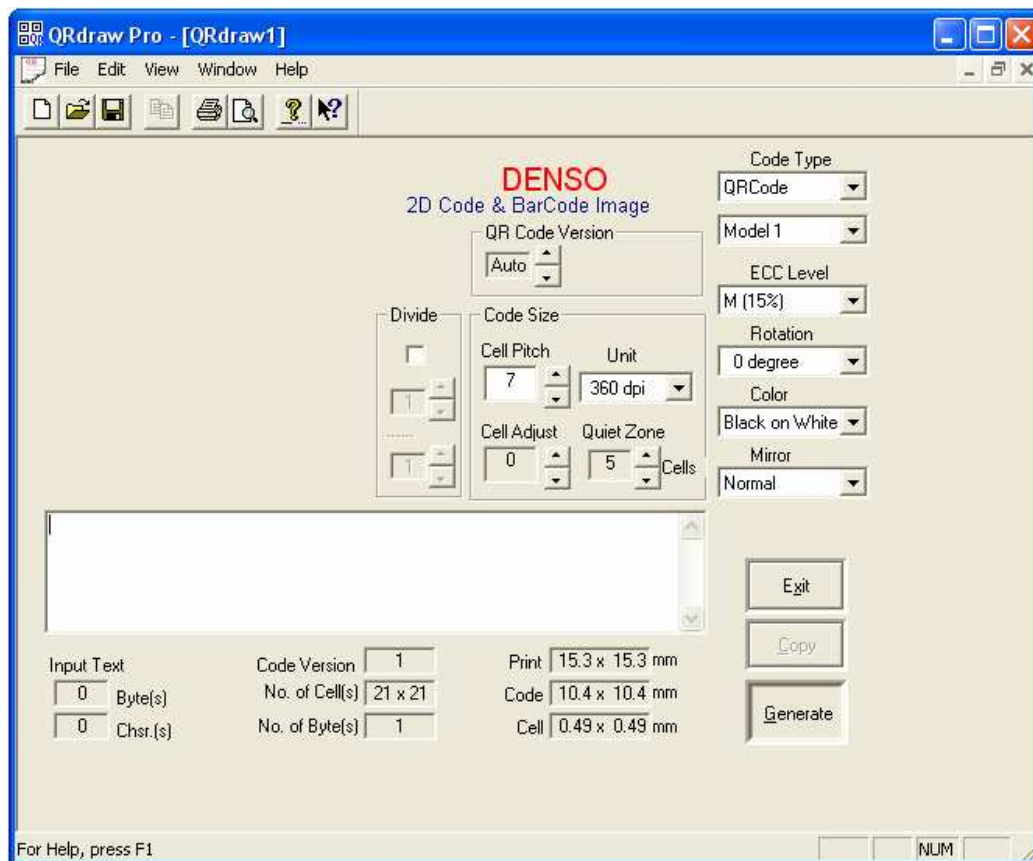 QRdraw Pro - [QRdraw1]
File Edit View Window Help
DENSO
2D Code & BarCode Image
QR Code Version
Auto
Code Type
QRCode
Model 1
ECC Level
M (15%)
Rotation
0 degree
Color
Black on White
Mirror
Normal
Divide
1
......
1
Code Size
Cell Pitch Unit
7 360 dpi
Cell Adjust Quiet Zone
0 5 Cells
Exit
Copy
Generate
Input Text
0 Byte(s)
0 Chsr.(s)
Code Version 1
No. of Cell(s) 21 x 21
No. of Byte(s) 1
Print 15.3 x 15.3 mm
Code 10.4 x 10.4 mm
Cell 0.49 x 0.49 mm
For Help, press F1 NUM